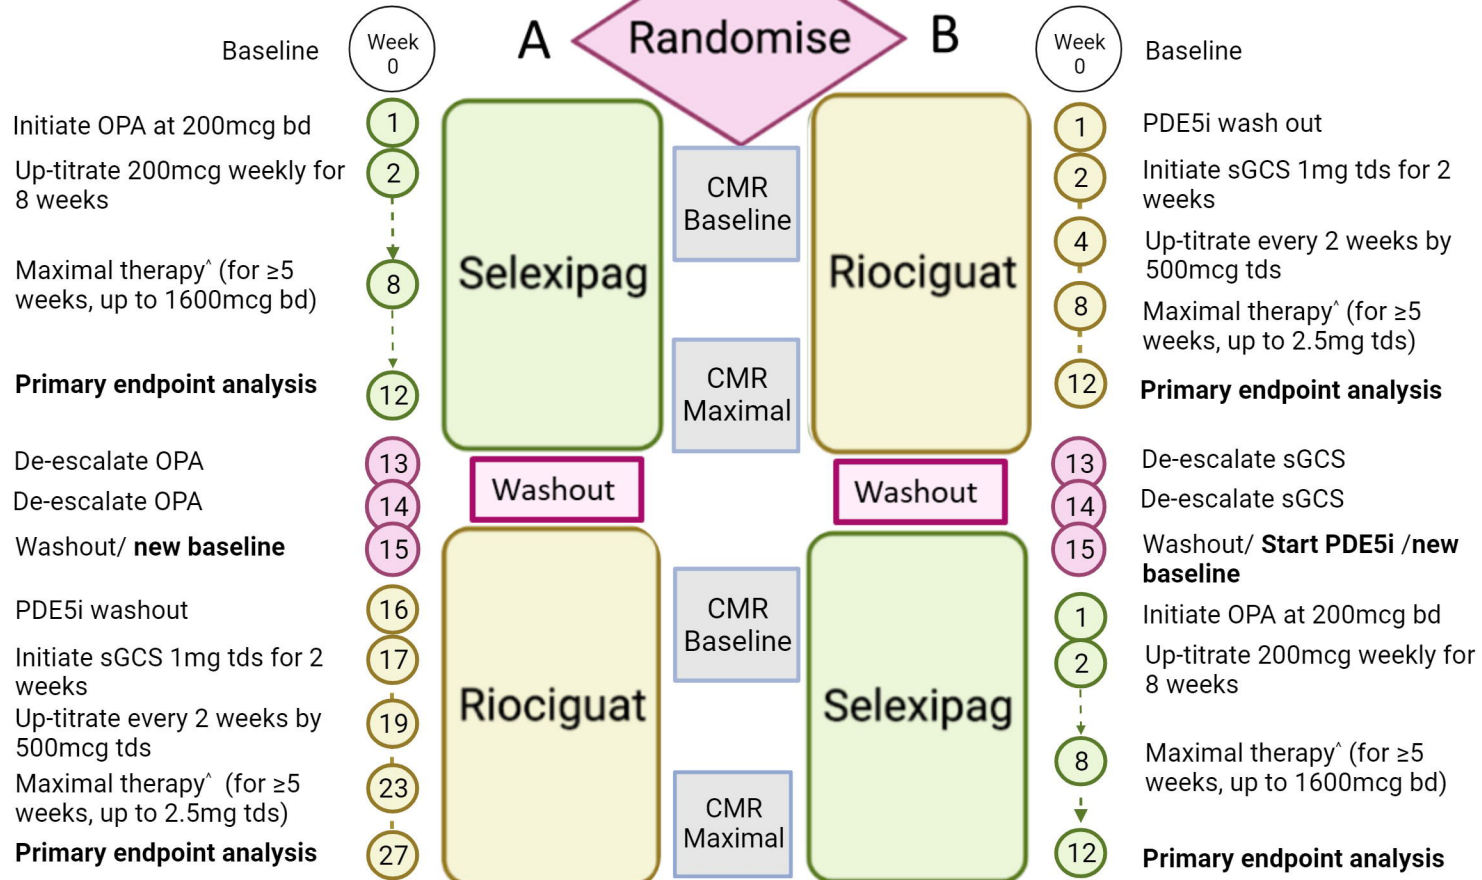 Randomise
A
B
Baseline
Week
0
Initiate OPA at 200mcg bd
1
Up-titrate 200mcg weekly for
8 weeks
2
Maximal therapy^ (for ≥5
weeks, up to 1600mcg bd)
8
Primary endpoint analysis
12
De-escalate OPA
13
De-escalate OPA
14
Washout/ new baseline
15
PDE5i washout
16
Initiate sGCS 1mg tds for 2
weeks
17
Up-titrate every 2 weeks by
500mcg tds
19
Maximal therapy^ (for ≥5
weeks, up to 2.5mg tds)
23
Primary endpoint analysis
27
Selexipag
Washout
Riociguat
CMR
Baseline
CMR
Maximal
CMR
Baseline
CMR
Maximal
Riociguat
Washout
Selexipag
Week
0
Baseline
1
PDE5i wash out
2
Initiate sGCS 1mg tds for 2
weeks
4
Up-titrate every 2 weeks by
500mcg tds
8
Maximal therapy^ (for ≥5
weeks, up to 2.5mg tds)
12
Primary endpoint analysis
13
De-escalate sGCS
14
De-escalate sGCS
15
Washout/ Start PDE5i /new
baseline
1
Initiate OPA at 200mcg bd
2
Up-titrate 200mcg weekly for
8 weeks
8
Maximal therapy^ (for ≥5
weeks, up to 1600mcg bd)
12
Primary endpoint analysis